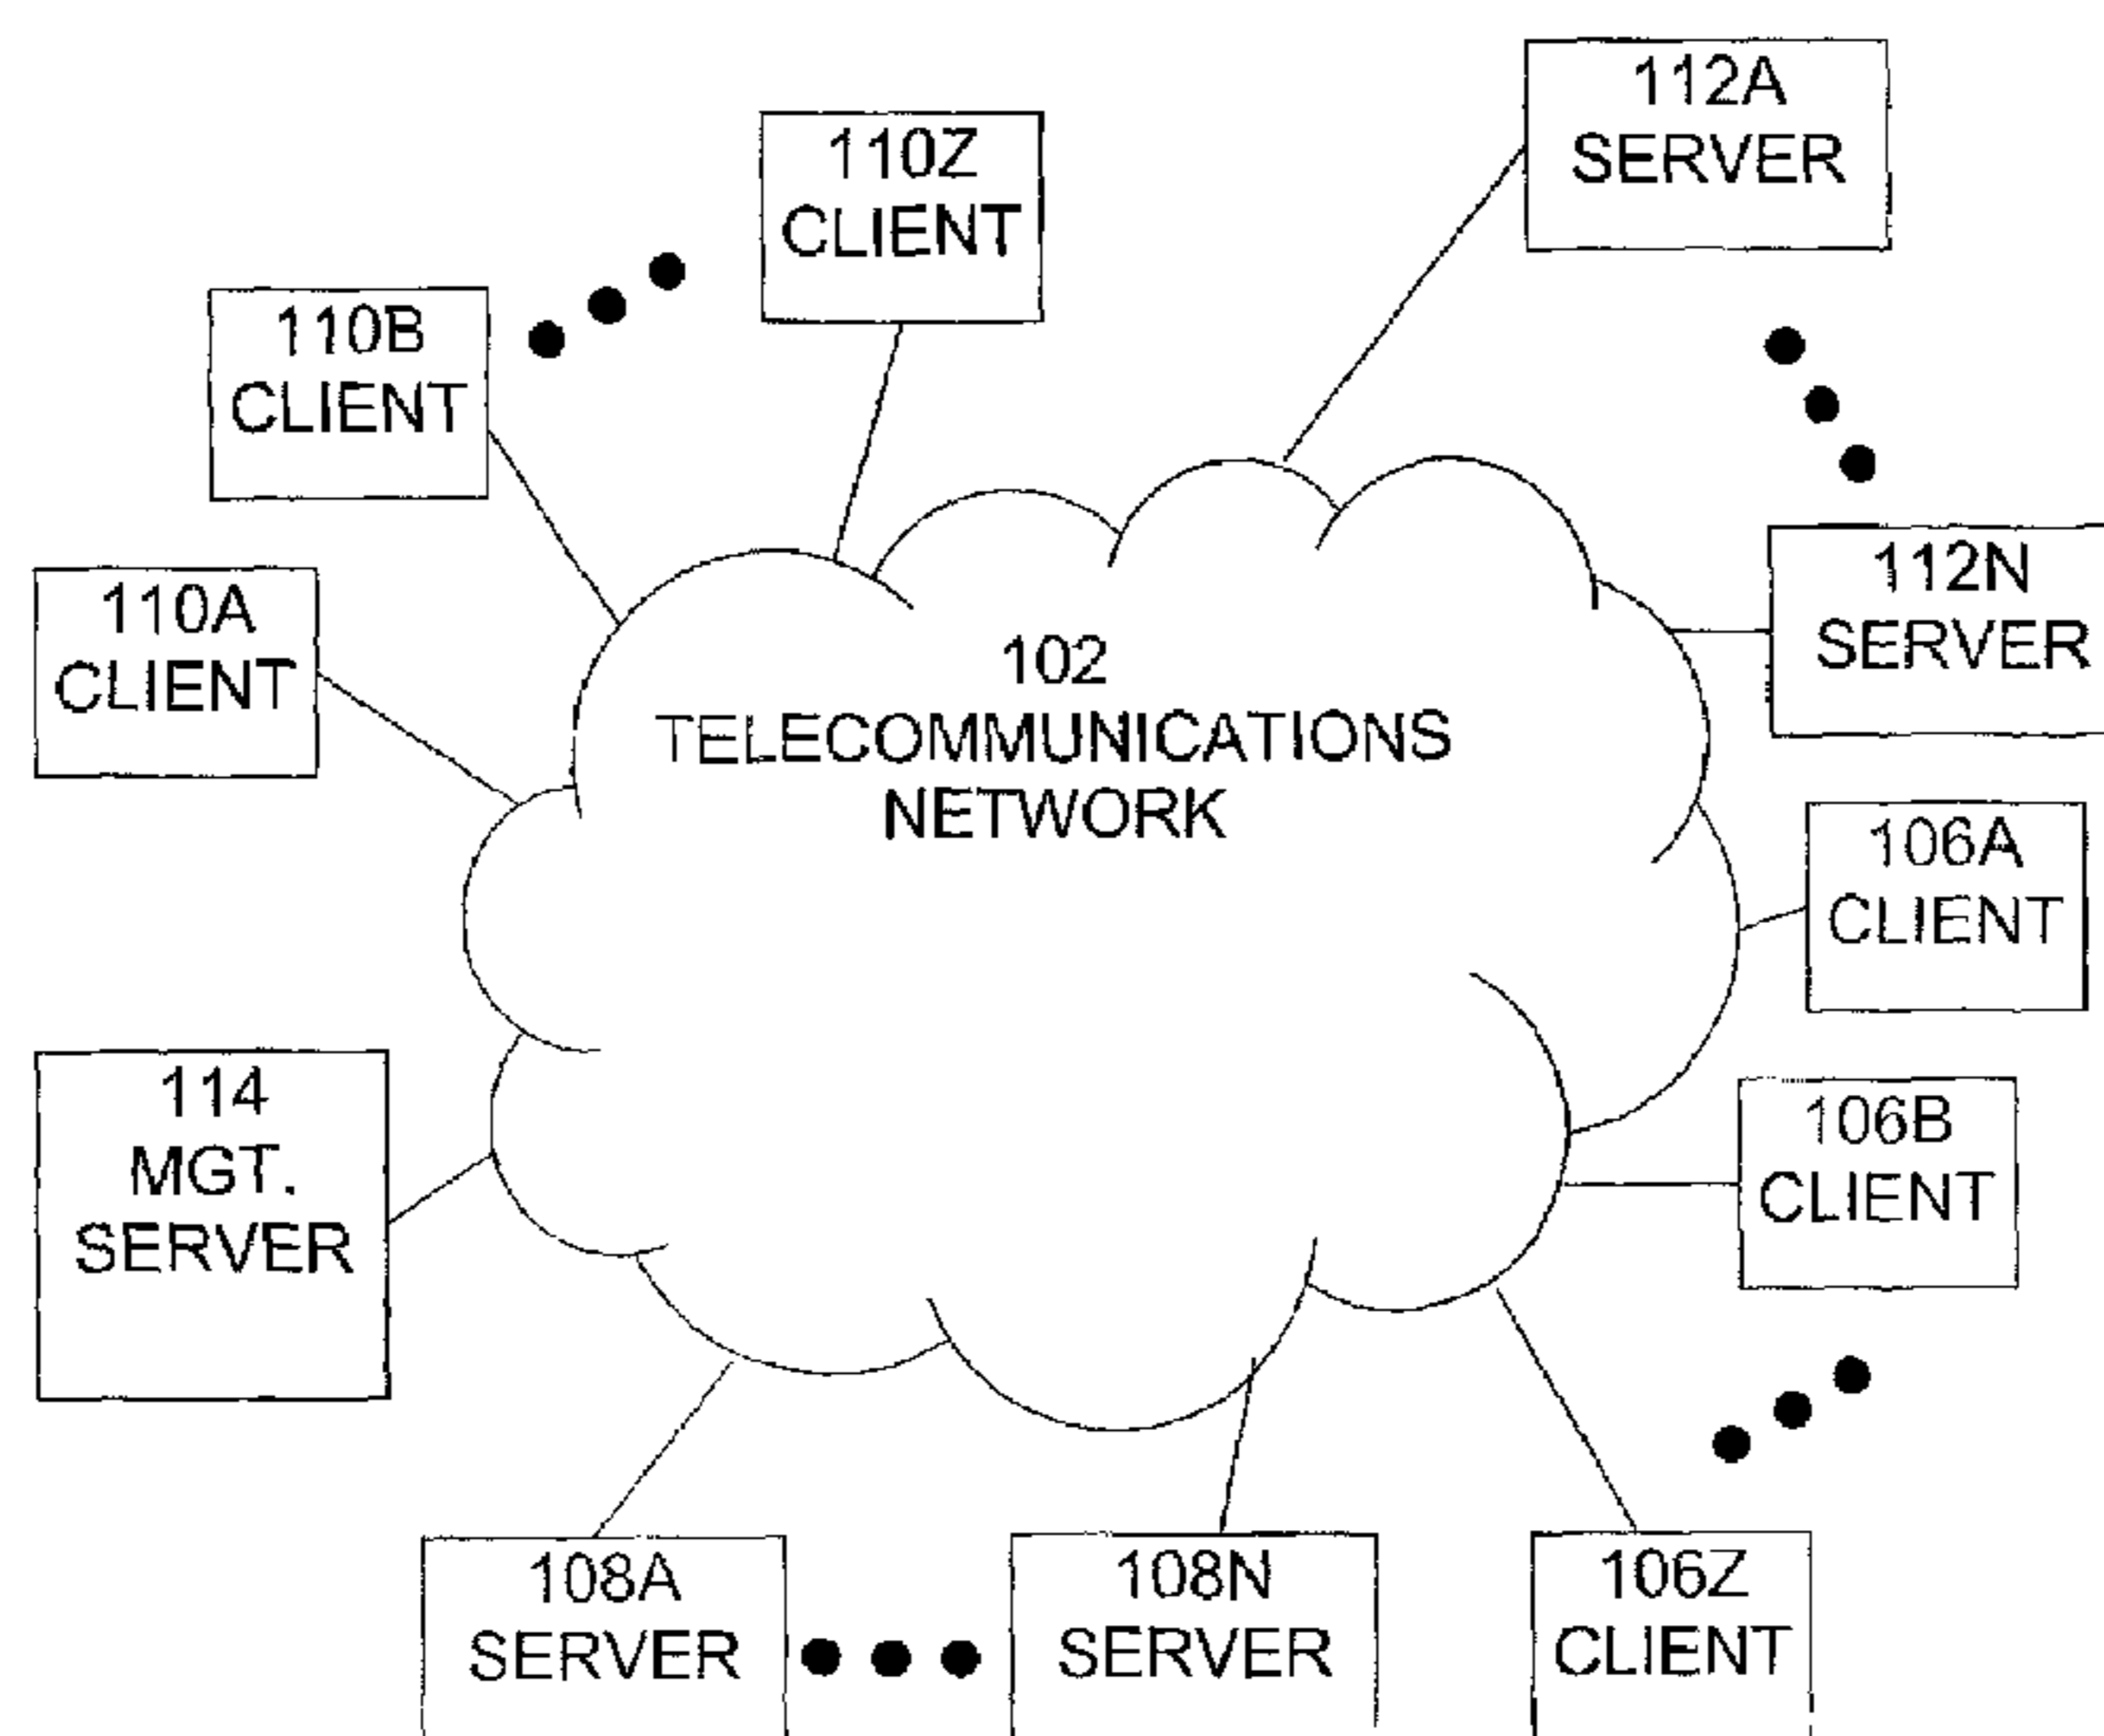 112A
SERVER
110Z
CLIENT
110B
CLIENT
112N
SERVER
110A
CLIENT
102
TELECOMMUNICATIONS
NETWORK
106A
CLIENT
114
MGT.
SERVER
106B
CLIENT
108A
SERVER
108N
SERVER
106Z
CLIENT